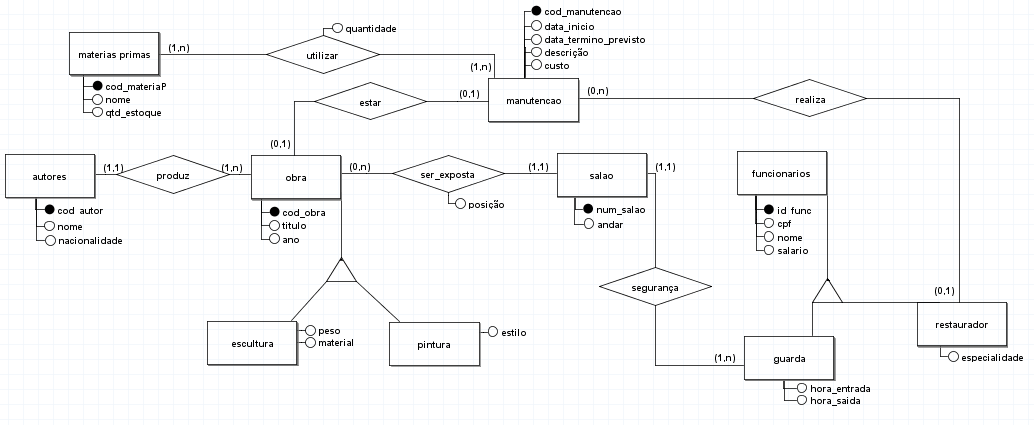 cod_manutencao
quantidade
data_inicio
data_termino_previsto
descrição
custo
materias primas
(1,n)
utilizar
(1,n)
cod_materiaP
nome
qtd_estoque
estar
(0,1)
manutencao
(0,n)
realiza
(0,1)
autores
(1,1)
produz
(1,n)
obra
(0,n)
ser_exposta
(1,1)
salao
(1,1)
funcionarios
cod_autor
nome
nacionalidade
cod_obra
titulo
ano
posição
num_salao
andar
id_func
cpf
nome
salario
segurança
(0,1)
restaurador
especialidade
escultura
peso
material
pintura
estilo
(1,n)
guarda
hora_entrada
hora_saida